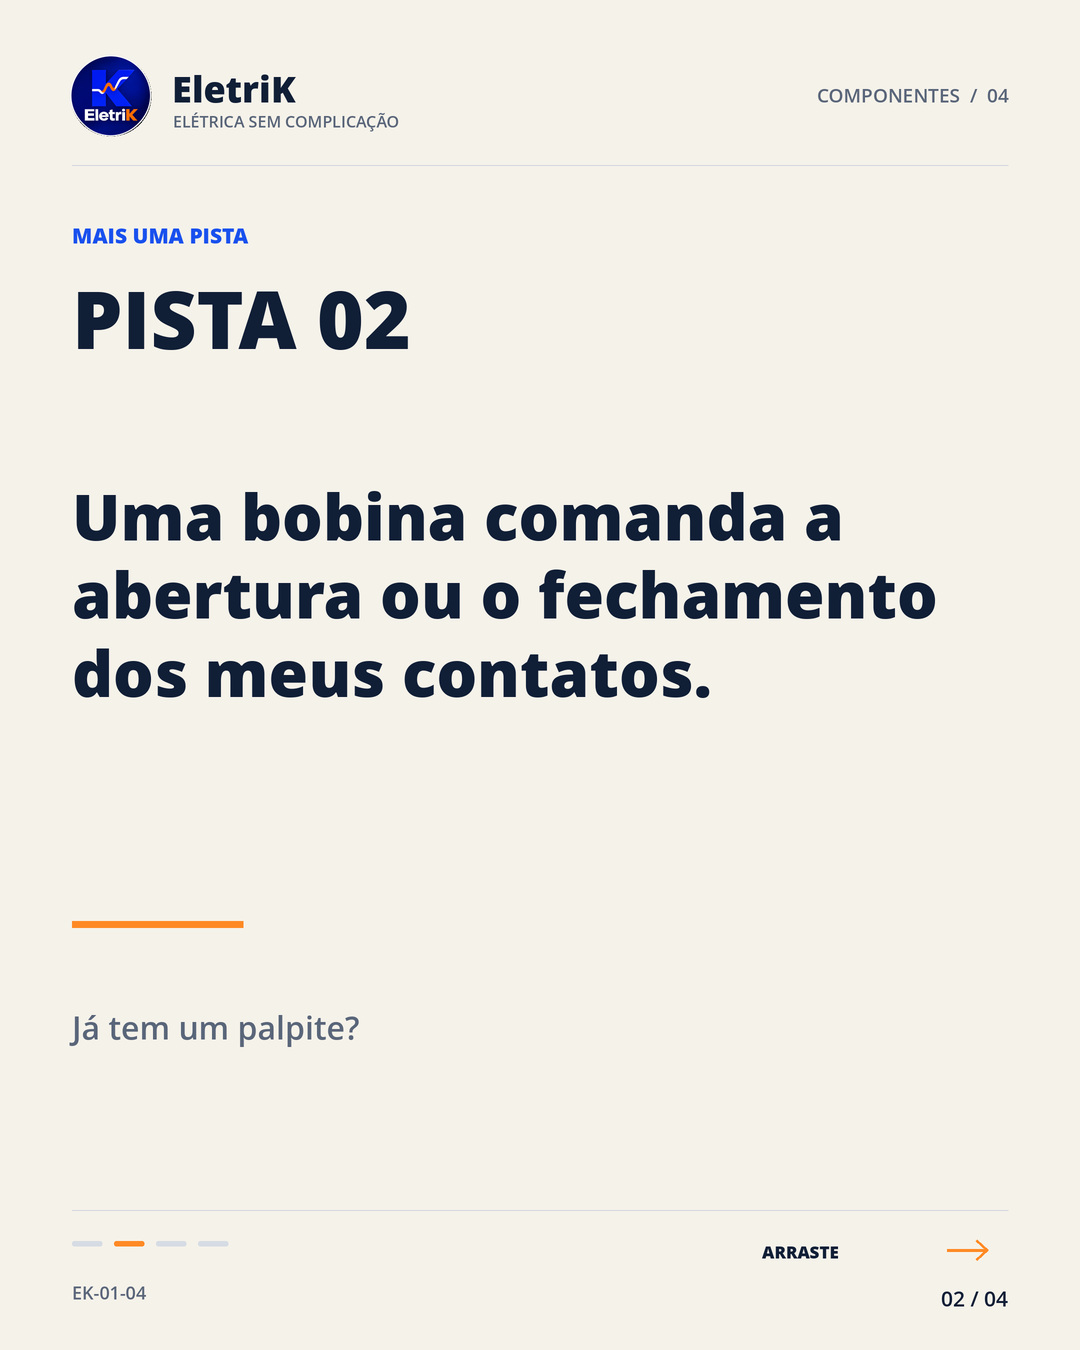 EletriK
EletriK
ELÉTRICA SEM COMPLICAÇÃO
COMPONENTES / 04
MAIS UMA PISTA
PISTA 02
Uma bobina comanda a
abertura ou o fechamento
dos meus contatos.
Já tem um palpite?
ARRASTE
EK-01-04
02 / 04